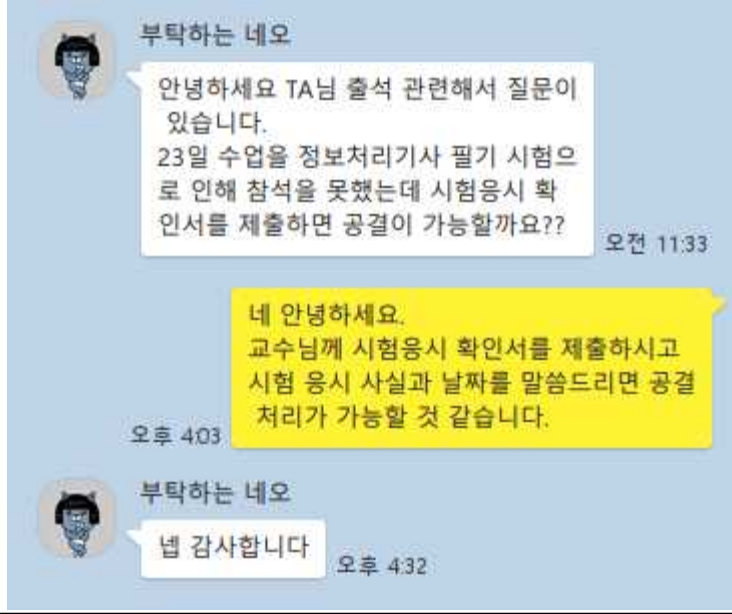 부탁하는 네오
안녕하세요 TA님 출석 관련해서 질문이
있습니다.
23일 수업을 정보처리기사 필기 시험으
로 인해 참석을 못했는데 시험응시 확
인서를 제출하면 공결이 가능할까요??
오전 11:33
네 안녕하세요.
교수님께 시험응시 확인서를 제출하시고
시험 응시 사실과 날짜를 말씀드리면 공결
처리가 가능할 것 같습니다.
오후 4:03
부탁하는 네오
넵 감사합니다
오후 4:32